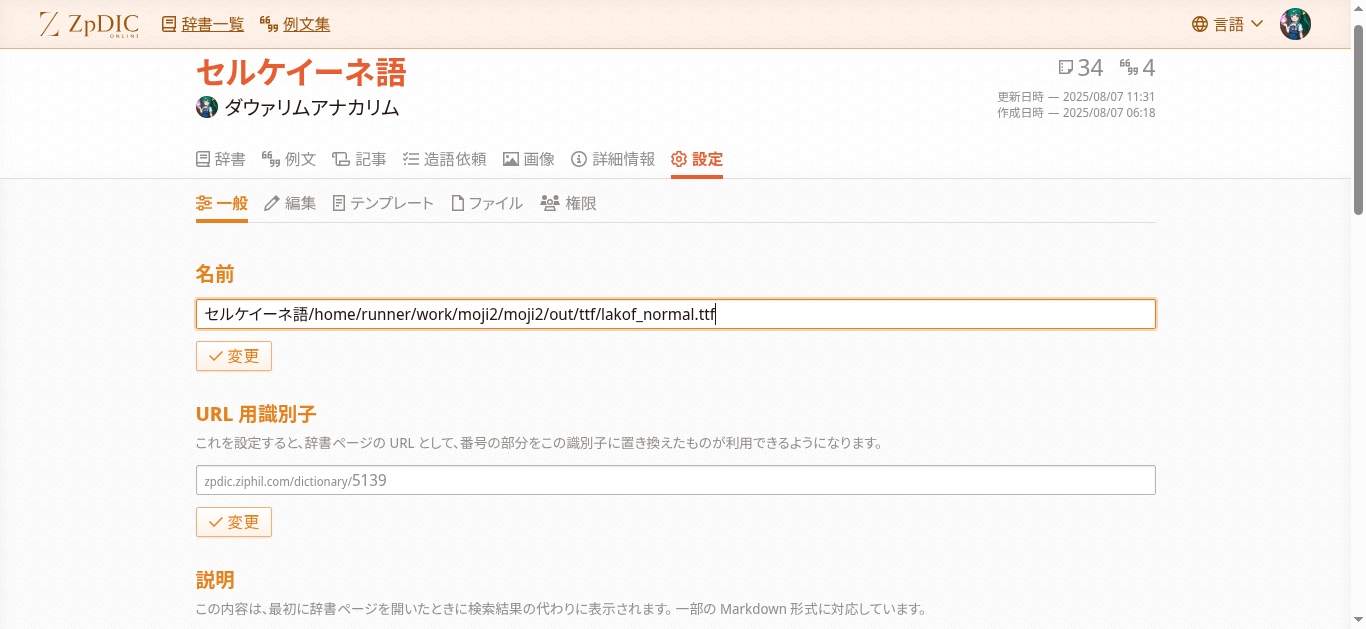 ZpDIC ONLINE 辞書一覧 例文集 言語
セルケイーネ語 34 4
ダウァリムアナカリム 更新日時 — 2025/08/07 11:31
作成日時 — 2025/08/07 06:18
辞書 例文 記事 造語依頼 画像 詳細情報 設定
一般 編集 テンプレート ファイル 権限
名前
セルケイーネ語/home/runner/work/moji2/moji2/out/ttf/lakof_normal.ttf
変更
URL 用識別子
これを設定すると、辞書ページの URL として、番号の部分をこの識別子に置き換えたものが利用できるようになります。
zpdic.ziphil.com/dictionary/5139
変更
説明
この内容は、最初に辞書ページを開いたときに検索結果の代わりに表示されます。一部の Markdown 形式に対応しています。